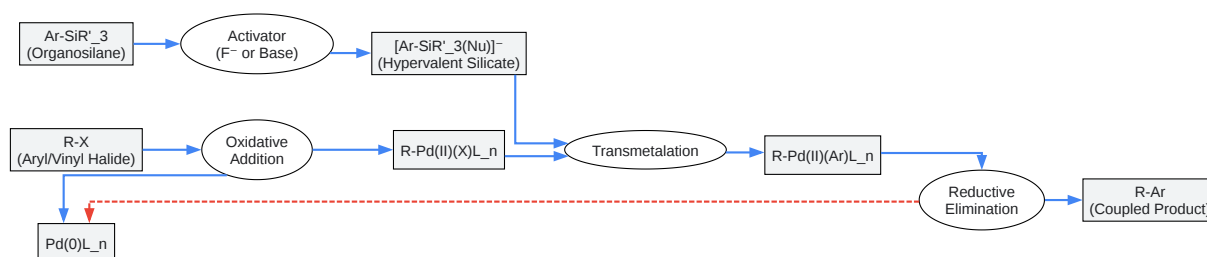 Ar-SiR'_3
(Organosilane)
Activator
(F⁻ or Base)
[Ar-SiR'_3(Nu)]⁻
(Hypervalent Silicate)
R-X
(Aryl/Vinyl Halide)
Oxidative
Addition
R-Pd(II)(X)L_n
Transmetalation
R-Pd(II)(Ar)L_n
Reductive
Elimination
R-Ar
(Coupled Product)
Pd(0)L_n